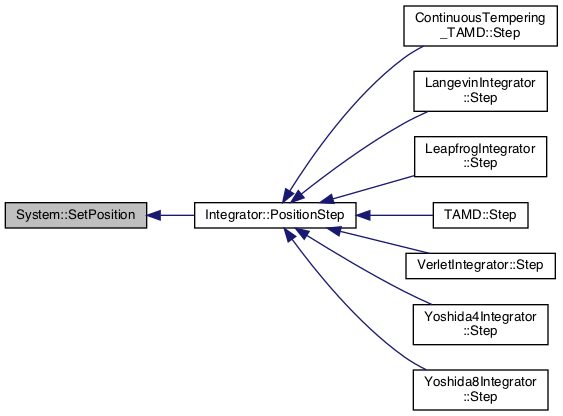 ContinuousTempering
_TAMD::Step
LangevinIntegrator
::Step
LeapfrogIntegrator
::Step
System::SetPosition
Integrator::PositionStep
TAMD::Step
VerletIntegrator::Step
Yoshida4Integrator
::Step
Yoshida8Integrator
::Step